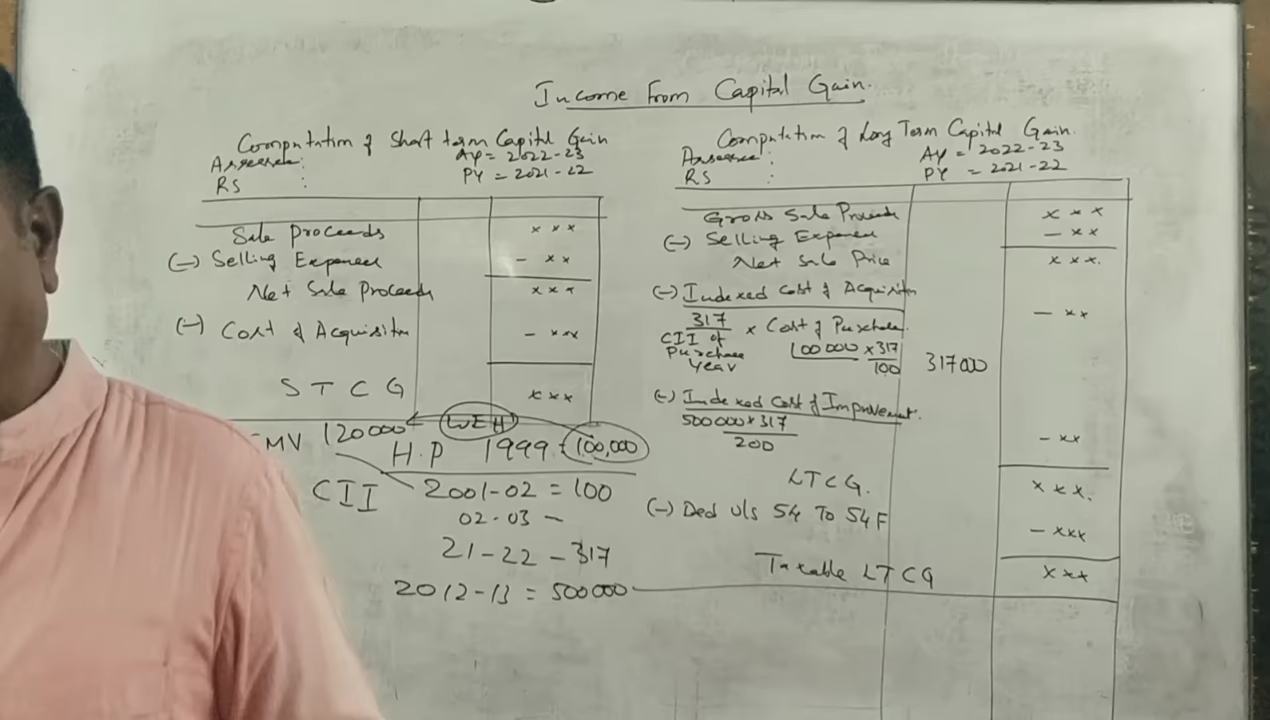 Income From Capital Gain.
Computation of Short term Capital Gain
AY = 2022-23
RS : PY = 2021-22
Sale Proceeds x x x
(-) Selling Expenses - x x
Net Sale Proceeds x x x
(-) Cost of Acquisition - x x x
S T C G x x x
FMV 120000 WEH
H.P 1999 = 100,000
CII 2001-02 = 100
02-03 -
21-22 - 317
2012-13 = 500000
Computation of Long Term Capital Gain.
AY = 2022-23
RS : PY = 2021-22
Gross Sale Proceeds x x x
(-) Selling Expenses - x x
Net Sale Price x x x.
(-) Indexed Cost of Acquisition - x x
317 x Cost of Purchase.
CII of Purchase year
100000 x 317 317000
100
(-) Indexed Cost of Improvement.
500000 x 317
200 - x x
LTCG. x x x.
(-) Ded u/s 54 To 54F - x x x
Taxable LTCG x x x